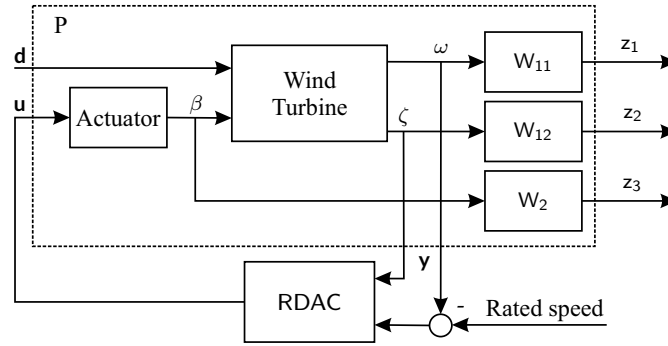 P
d
ω
z₁
W₁₁
Wind
Turbine
u
β
Actuator
ζ
z₂
W₁₂
z₃
W₂
y
RDAC
-
Rated speed